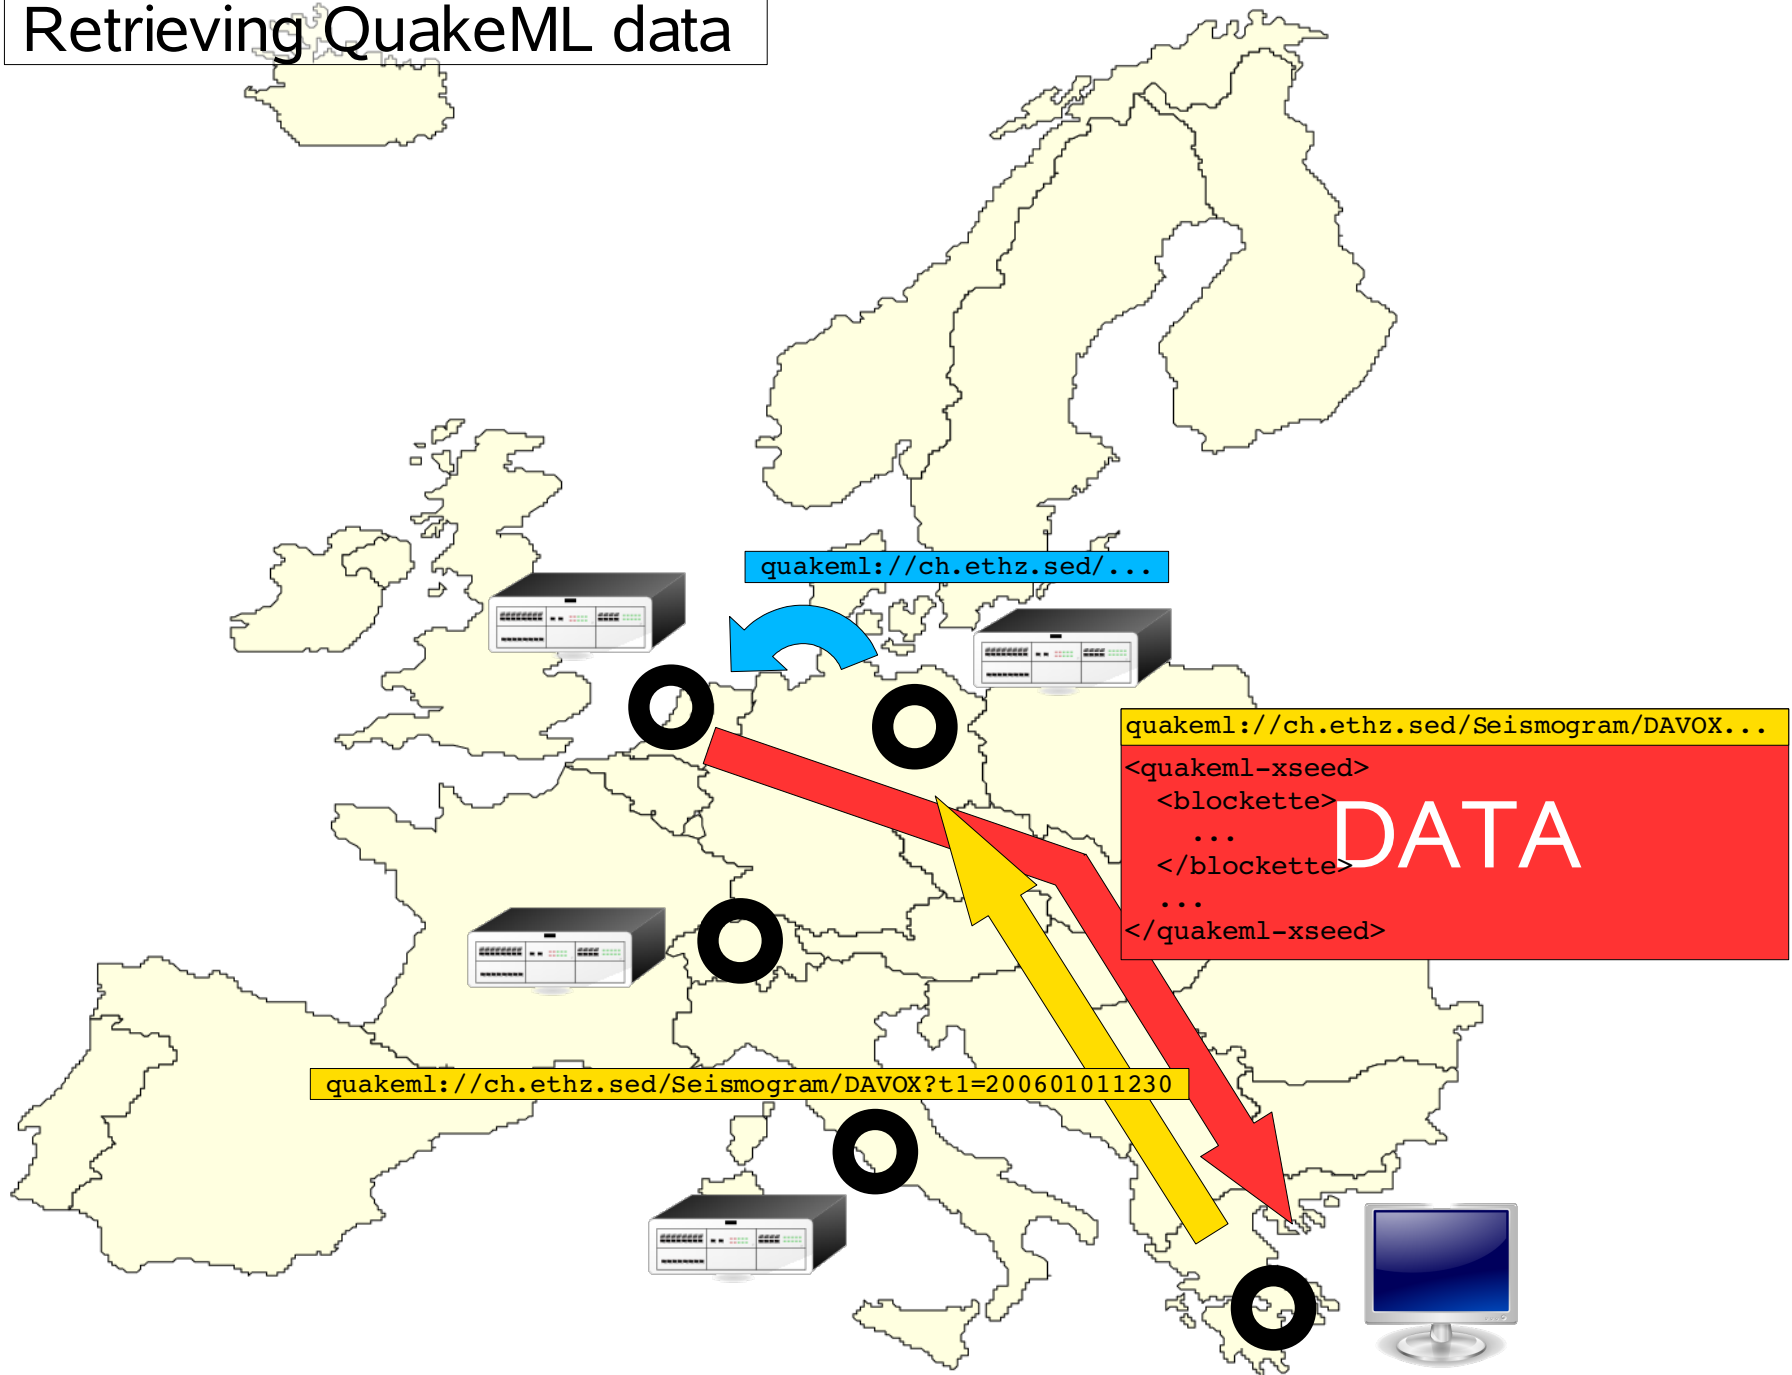 Retrieving QuakeML data
quakeml://ch.ethz.sed/...
quakeml://ch.ethz.sed/Seismogram/DAVOX...
<quakeml-xseed>
<blockette>
...
</blockette>
...
</quakeml-xseed>
DATA
quakeml://ch.ethz.sed/Seismogram/DAVOX?t1=200601011230